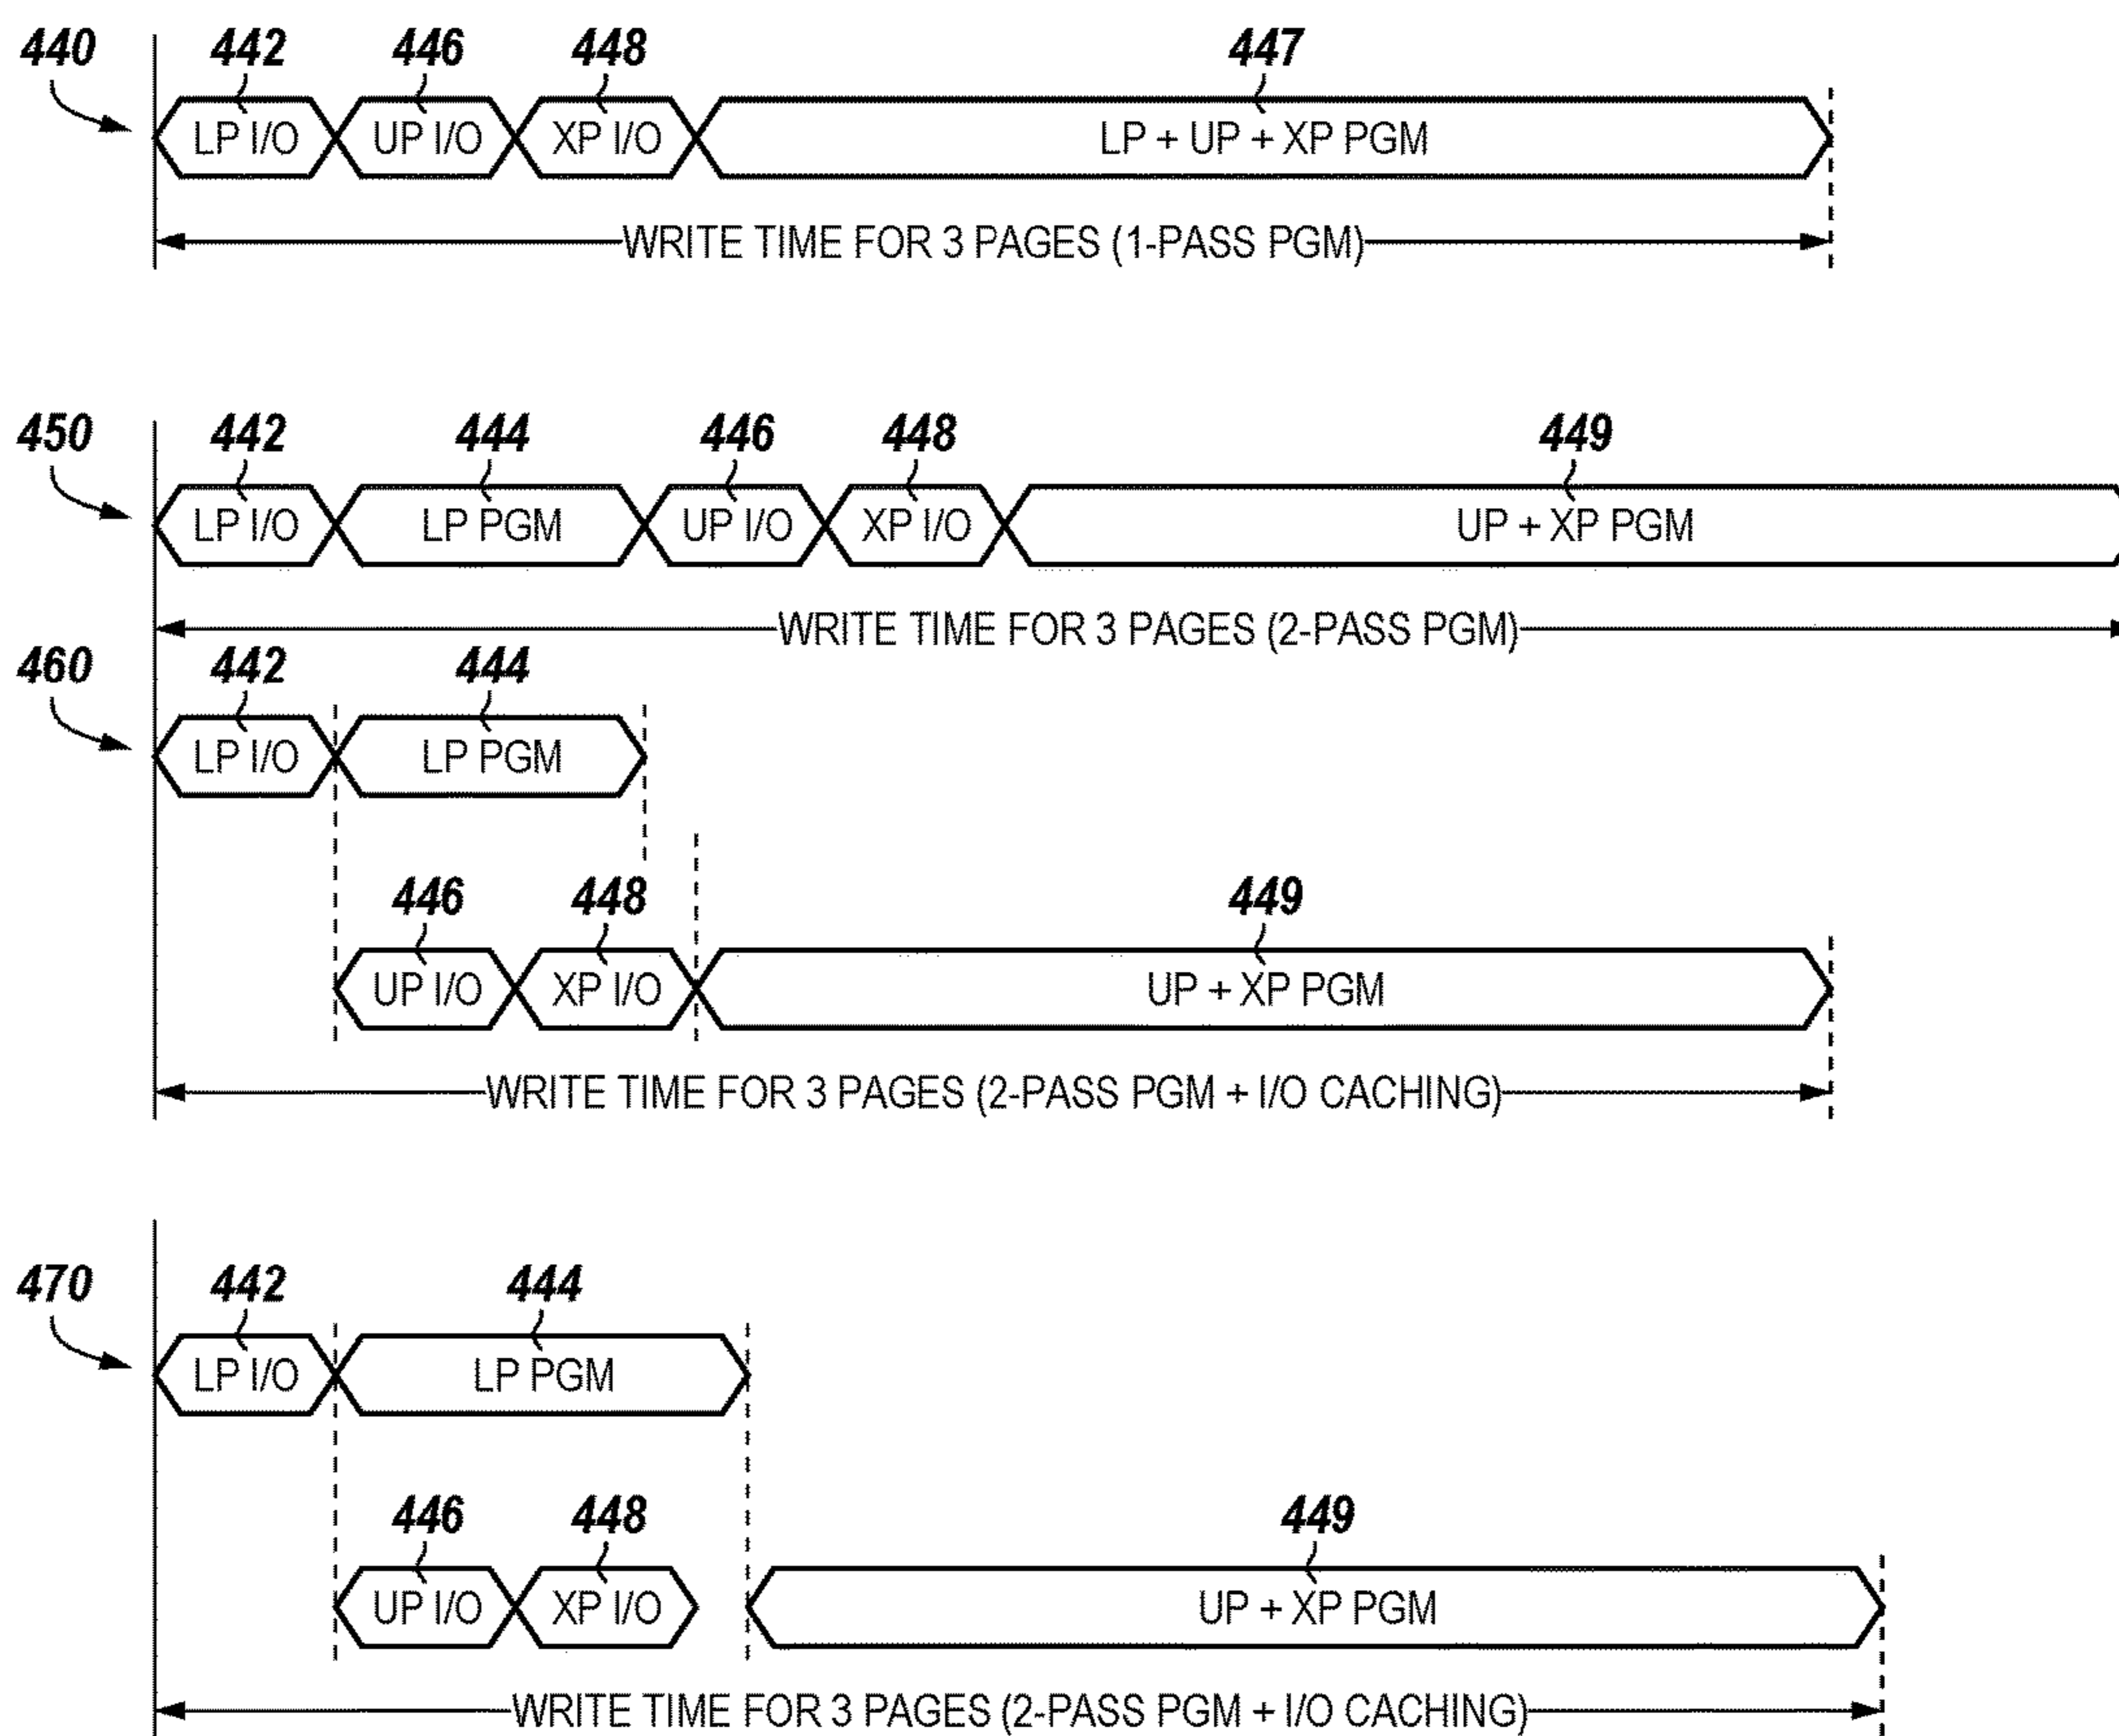 440 442 446 448 447
LP I/O UP I/O XP I/O LP + UP + XP PGM
WRITE TIME FOR 3 PAGES (1-PASS PGM)
450 442 444 446 448 449
LP I/O LP PGM UP I/O XP I/O UP + XP PGM
WRITE TIME FOR 3 PAGES (2-PASS PGM)
460 442 444
LP I/O LP PGM
446 448 449
UP I/O XP I/O UP + XP PGM
WRITE TIME FOR 3 PAGES (2-PASS PGM + I/O CACHING)
470 442 444
LP I/O LP PGM
446 448 449
UP I/O XP I/O UP + XP PGM
WRITE TIME FOR 3 PAGES (2-PASS PGM + I/O CACHING)